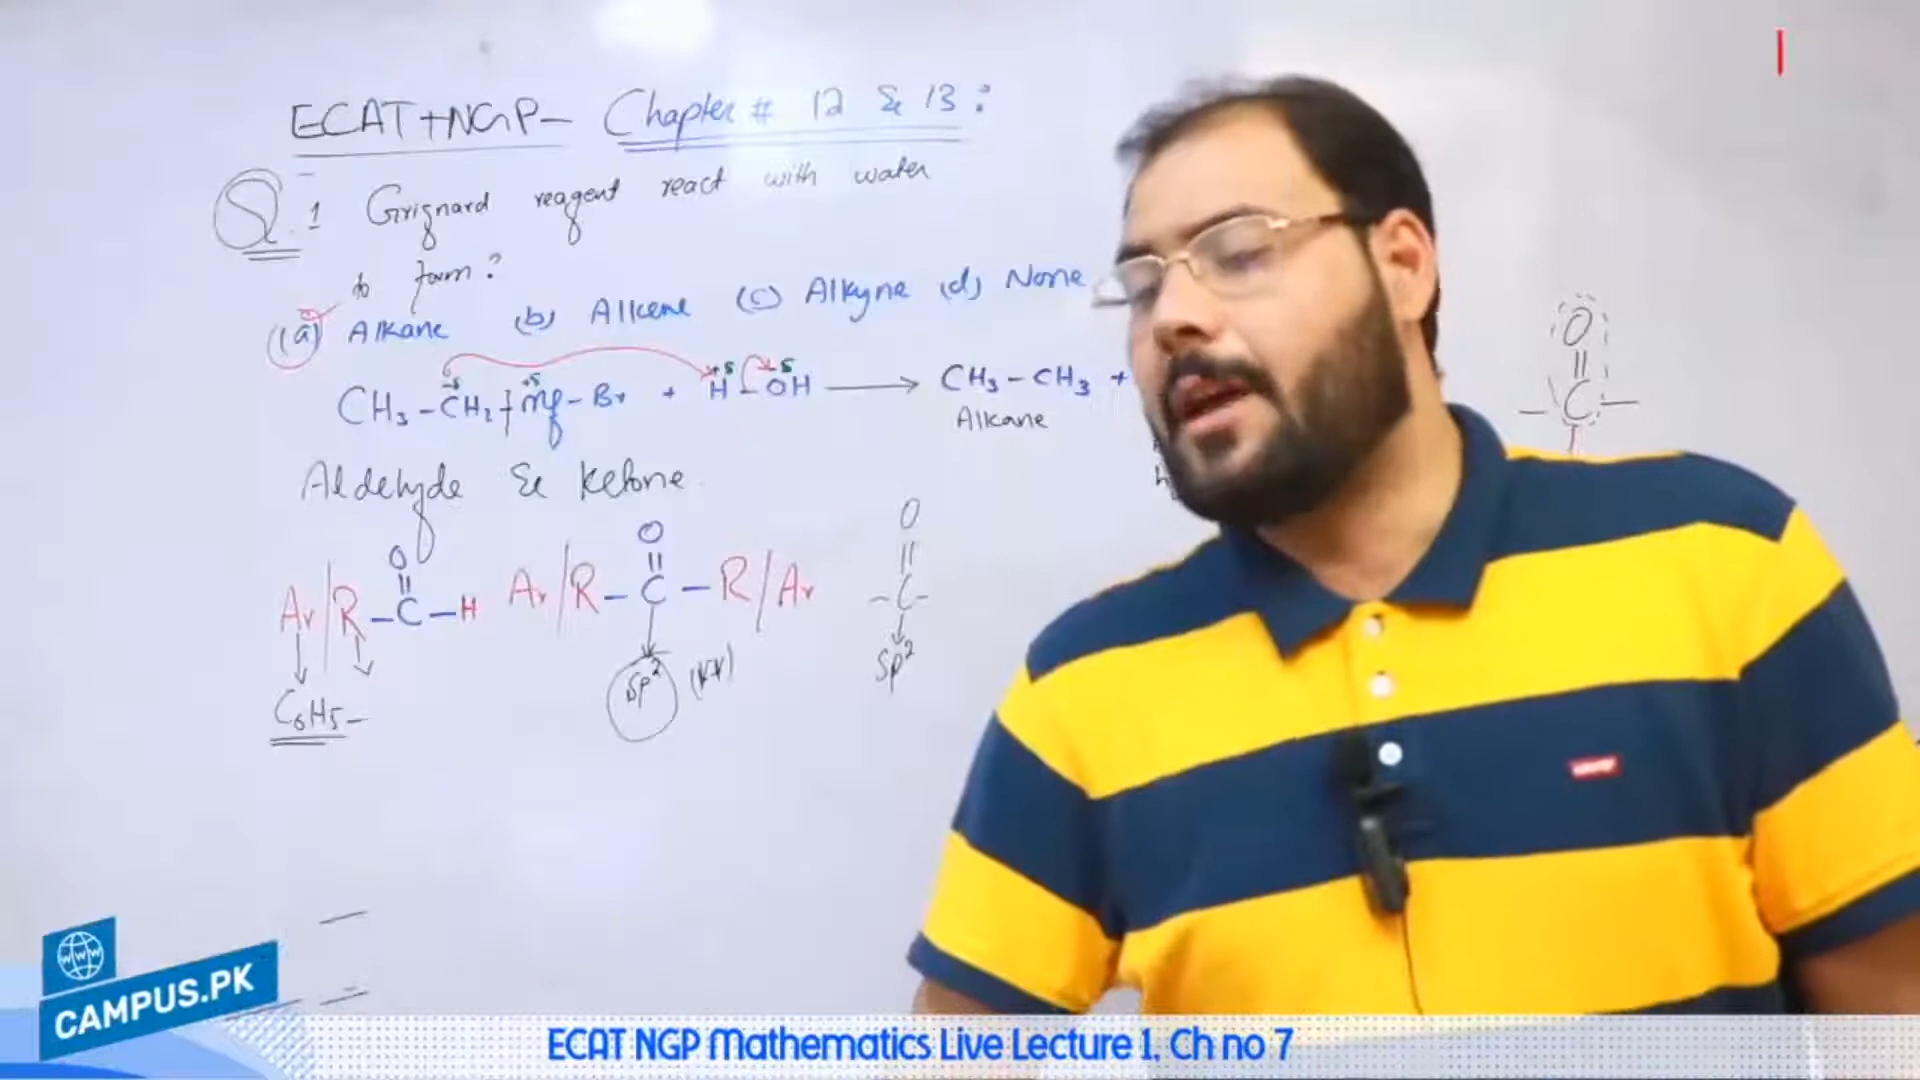 ECAT+NGP- Chapter # 12 & 13:
Q.1 Grignard reagent react with water
to form?
(a) Alkane (b) Alkene (c) Alkyne (d) None
CH3-CH2+Mg-Br + H-OH → CH3-CH3 +
-δ +δ +δ -δ
Alkane
Aldehyde & Ketone.
O
Ar/R-C-H
O
Ar/R-C-R/Ar
O
-C-
C6H5-
sp²
sp²
O
-C-
www
CAMPUS.PK
ECAT NGP Mathematics Live Lecture 1, Ch no 7